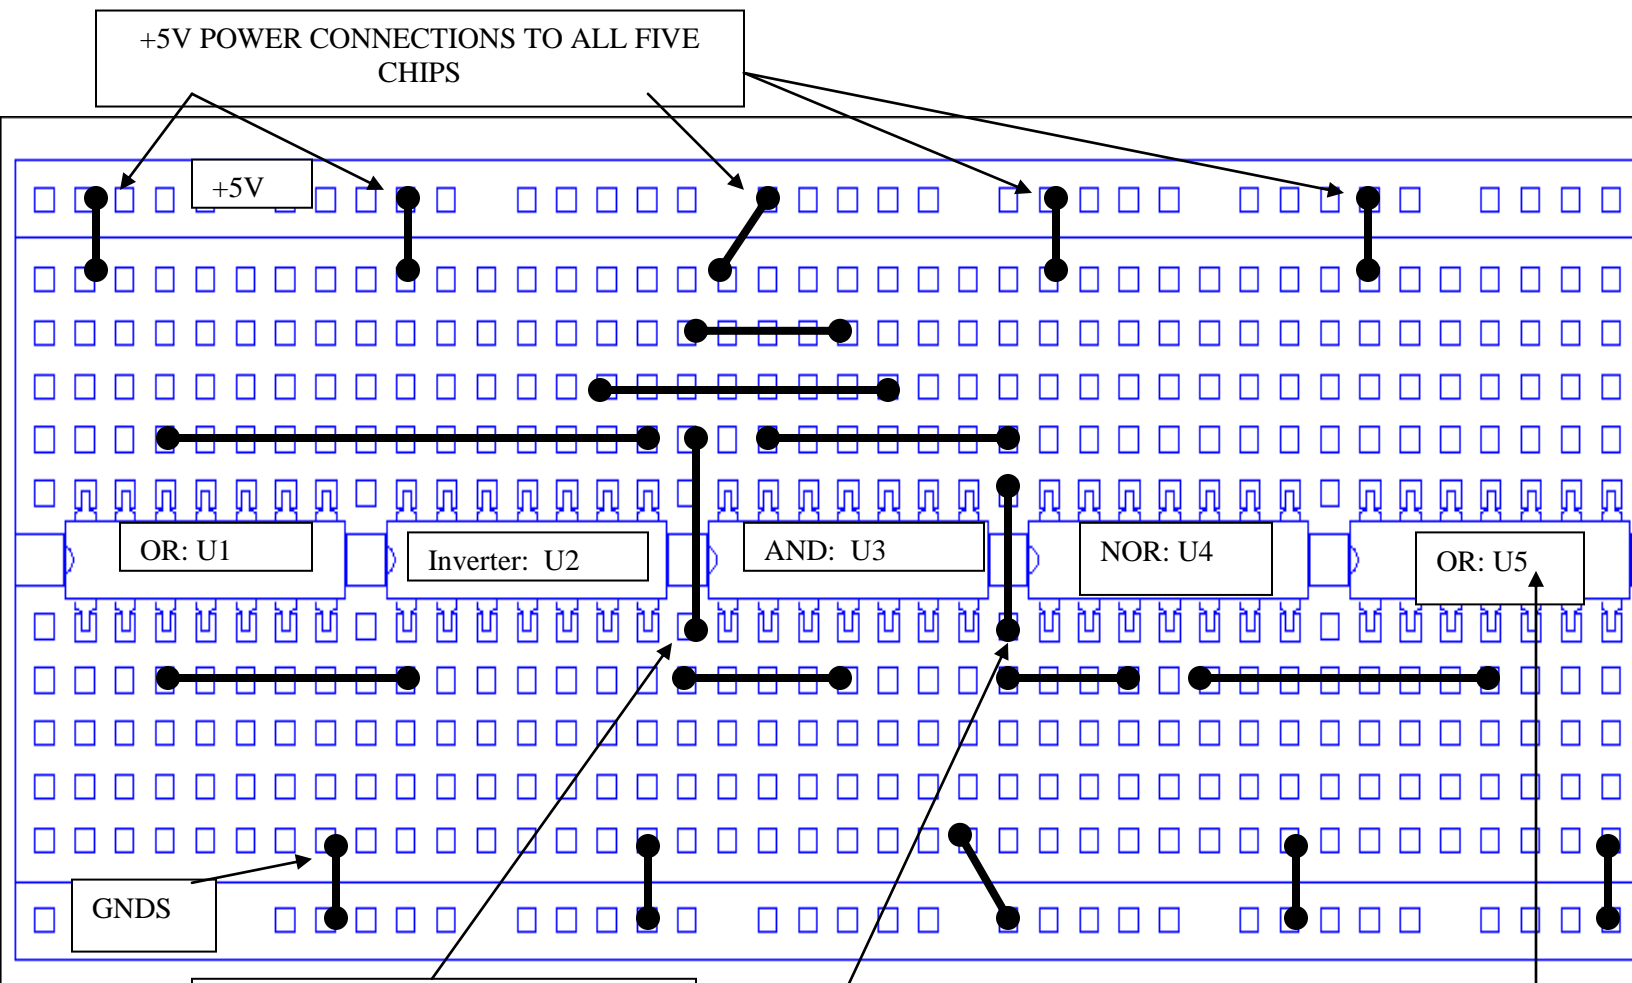 +5V POWER CONNECTIONS TO ALL FIVE
CHIPS
+5V
OR: U1
Inverter:  U2
AND:  U3
NOR: U4
OR: U5
GNDS